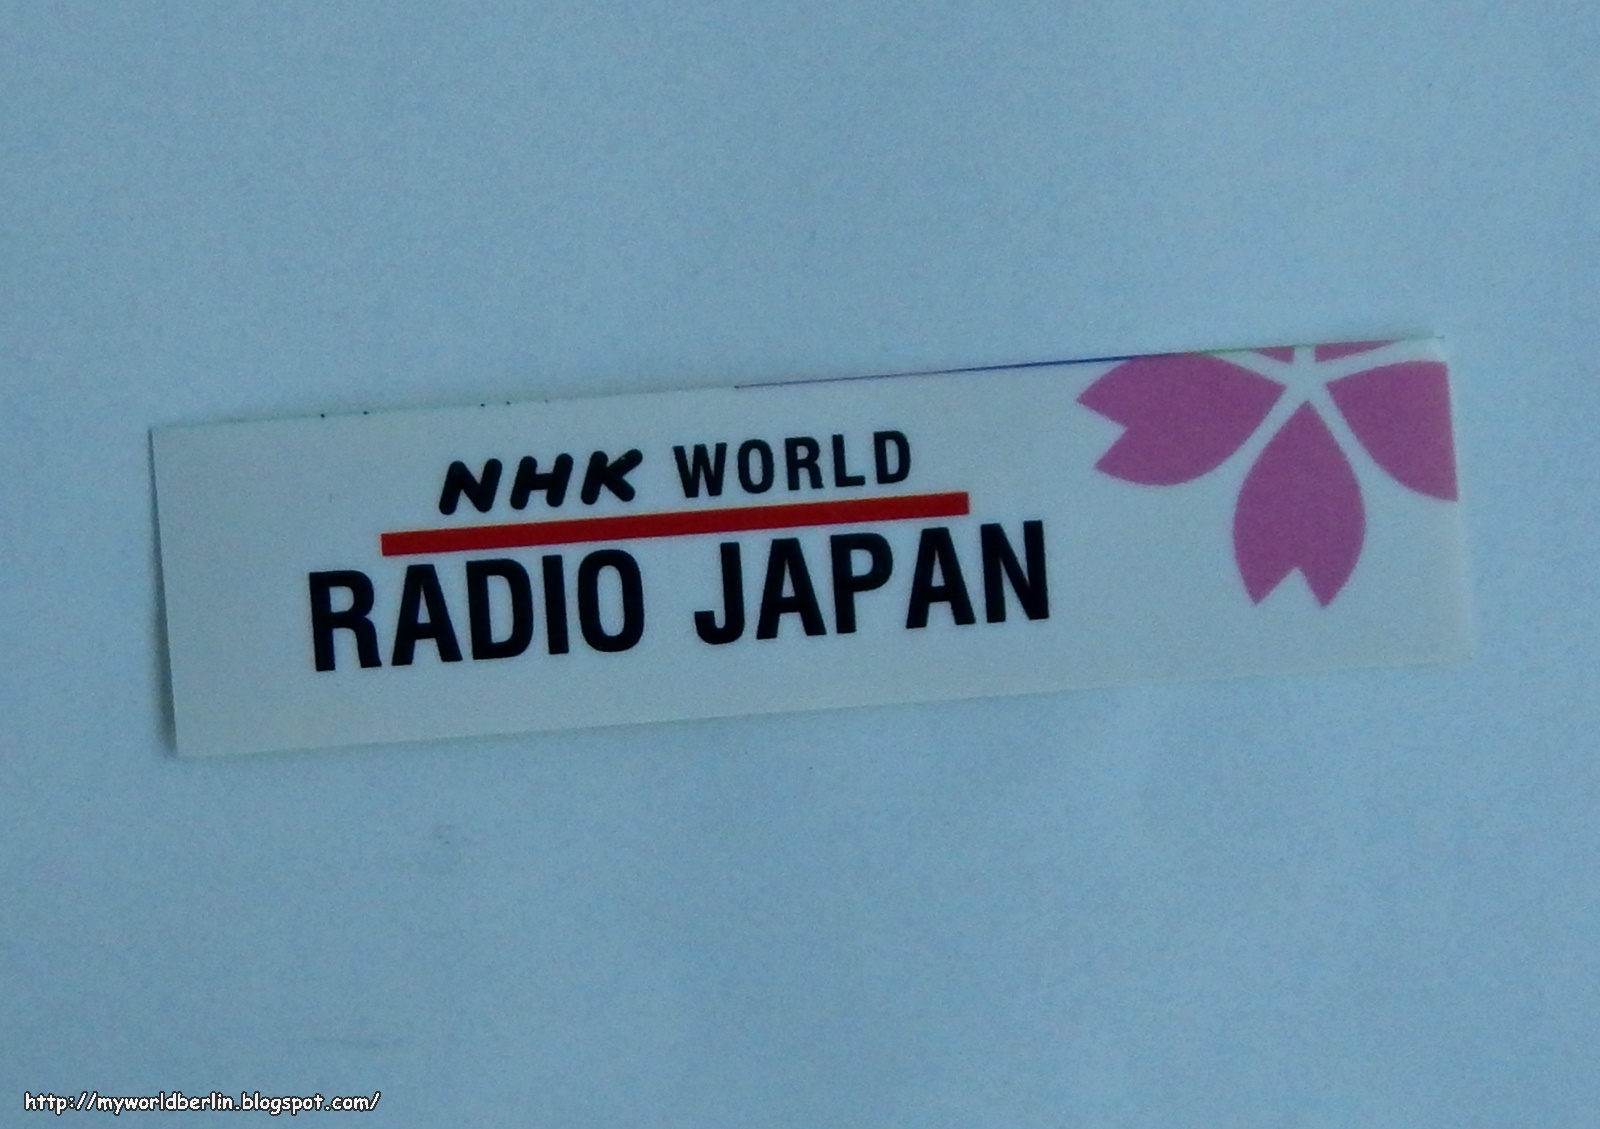 NHK WORLD
RADIO JAPAN
http://myworldberlin.blogspot.com/